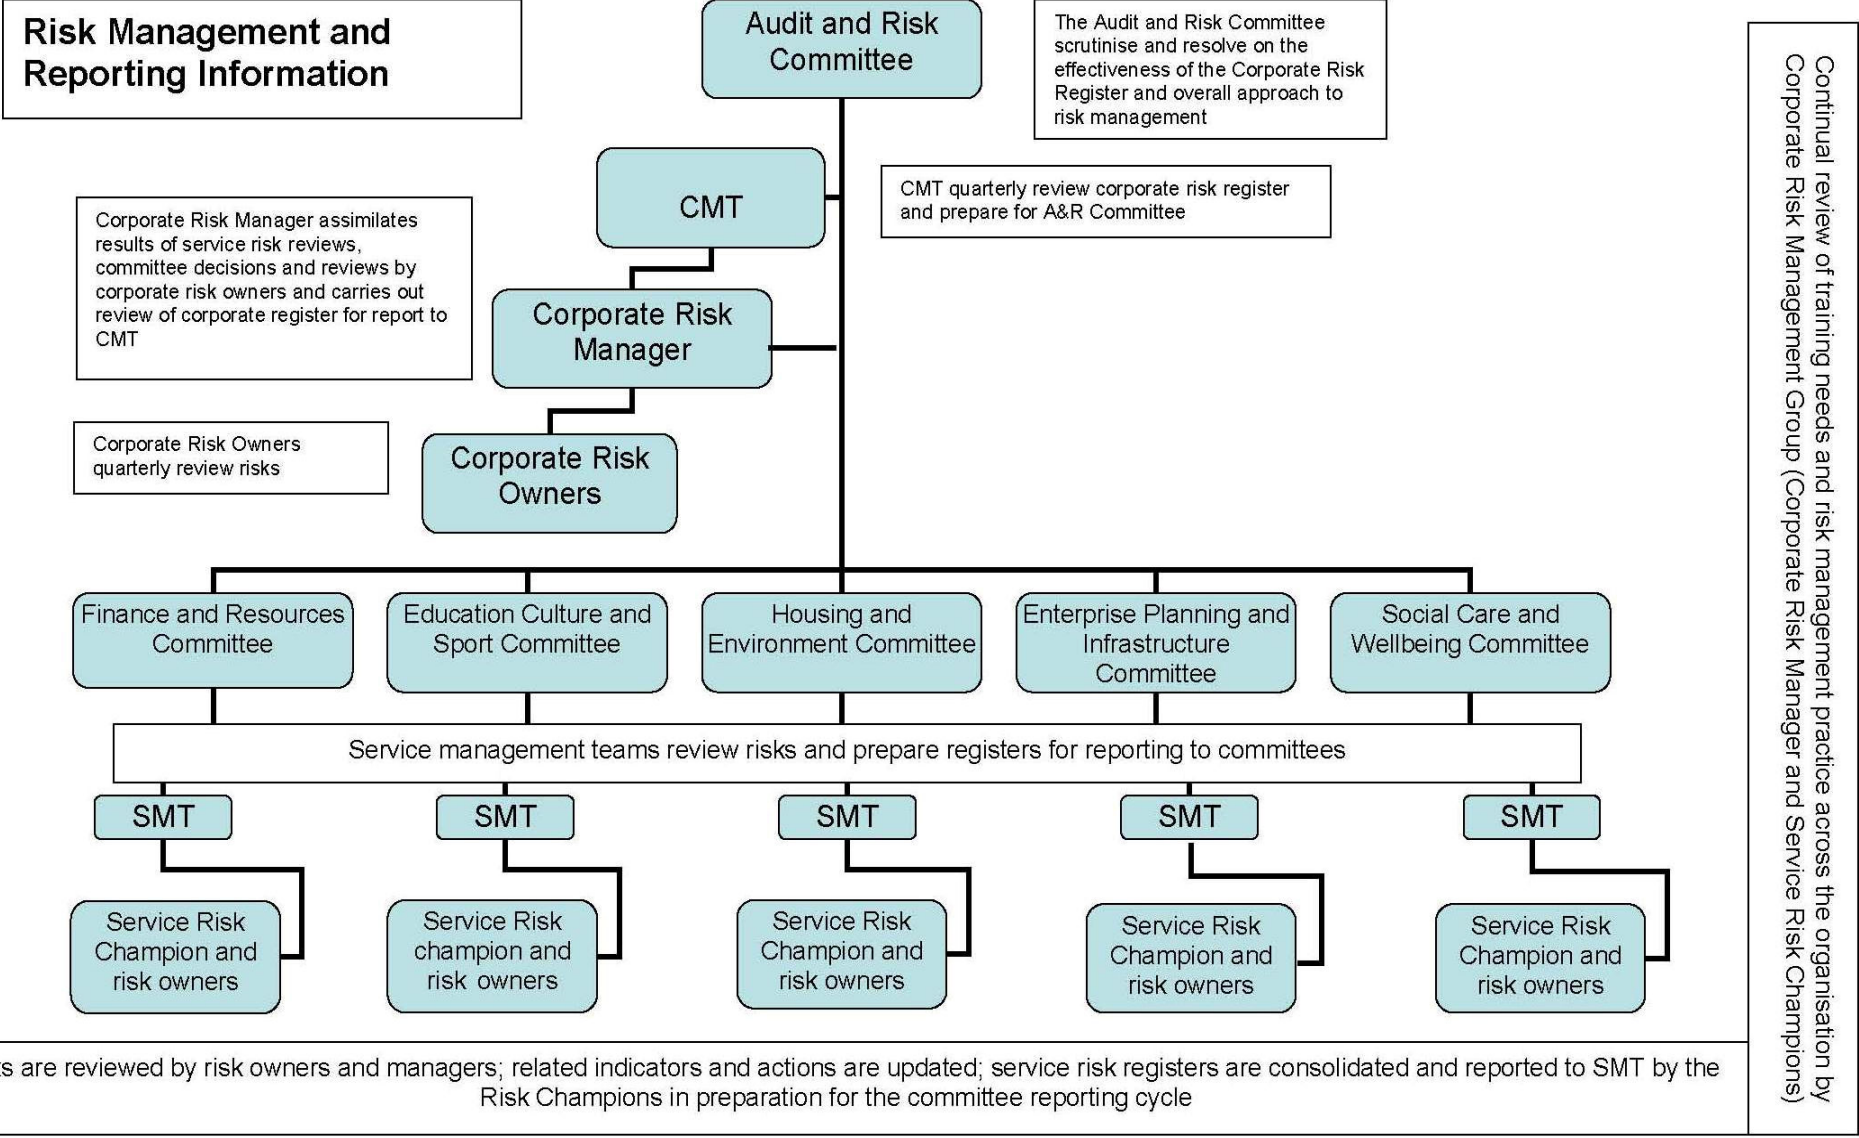 Risk Management and
Reporting Information
Audit and Risk
Committee
The Audit and Risk Committee
scrutinise and resolve on the
effectiveness of the Corporate Risk
Register and overall approach to
risk management
CMT
CMT quarterly review corporate risk register
and prepare for A&R Committee
Corporate Risk Manager assimilates
results of service risk reviews,
committee decisions and reviews by
corporate risk owners and carries out
review of corporate register for report to
CMT
Corporate Risk
Manager
Corporate Risk Owners
quarterly review risks
Corporate Risk
Owners
Finance and Resources
Committee
Education Culture and
Sport Committee
Housing and
Environment Committee
Enterprise Planning and
Infrastructure
Committee
Social Care and
Wellbeing Committee
Service management teams review risks and prepare registers for reporting to committees
SMT
SMT
SMT
SMT
SMT
Service Risk
Champion and
risk owners
Service Risk
champion and
risk owners
Service Risk
Champion and
risk owners
Service Risk
Champion and
risk owners
Service Risk
Champion and
risk owners
are reviewed by risk owners and managers; related indicators and actions are updated; service risk registers are consolidated and reported to SMT by the
Risk Champions in preparation for the committee reporting cycle
Continual review of training needs and risk management practice across the organisation by
Corporate Risk Management Group (Corporate Risk Manager and Service Risk Champions)